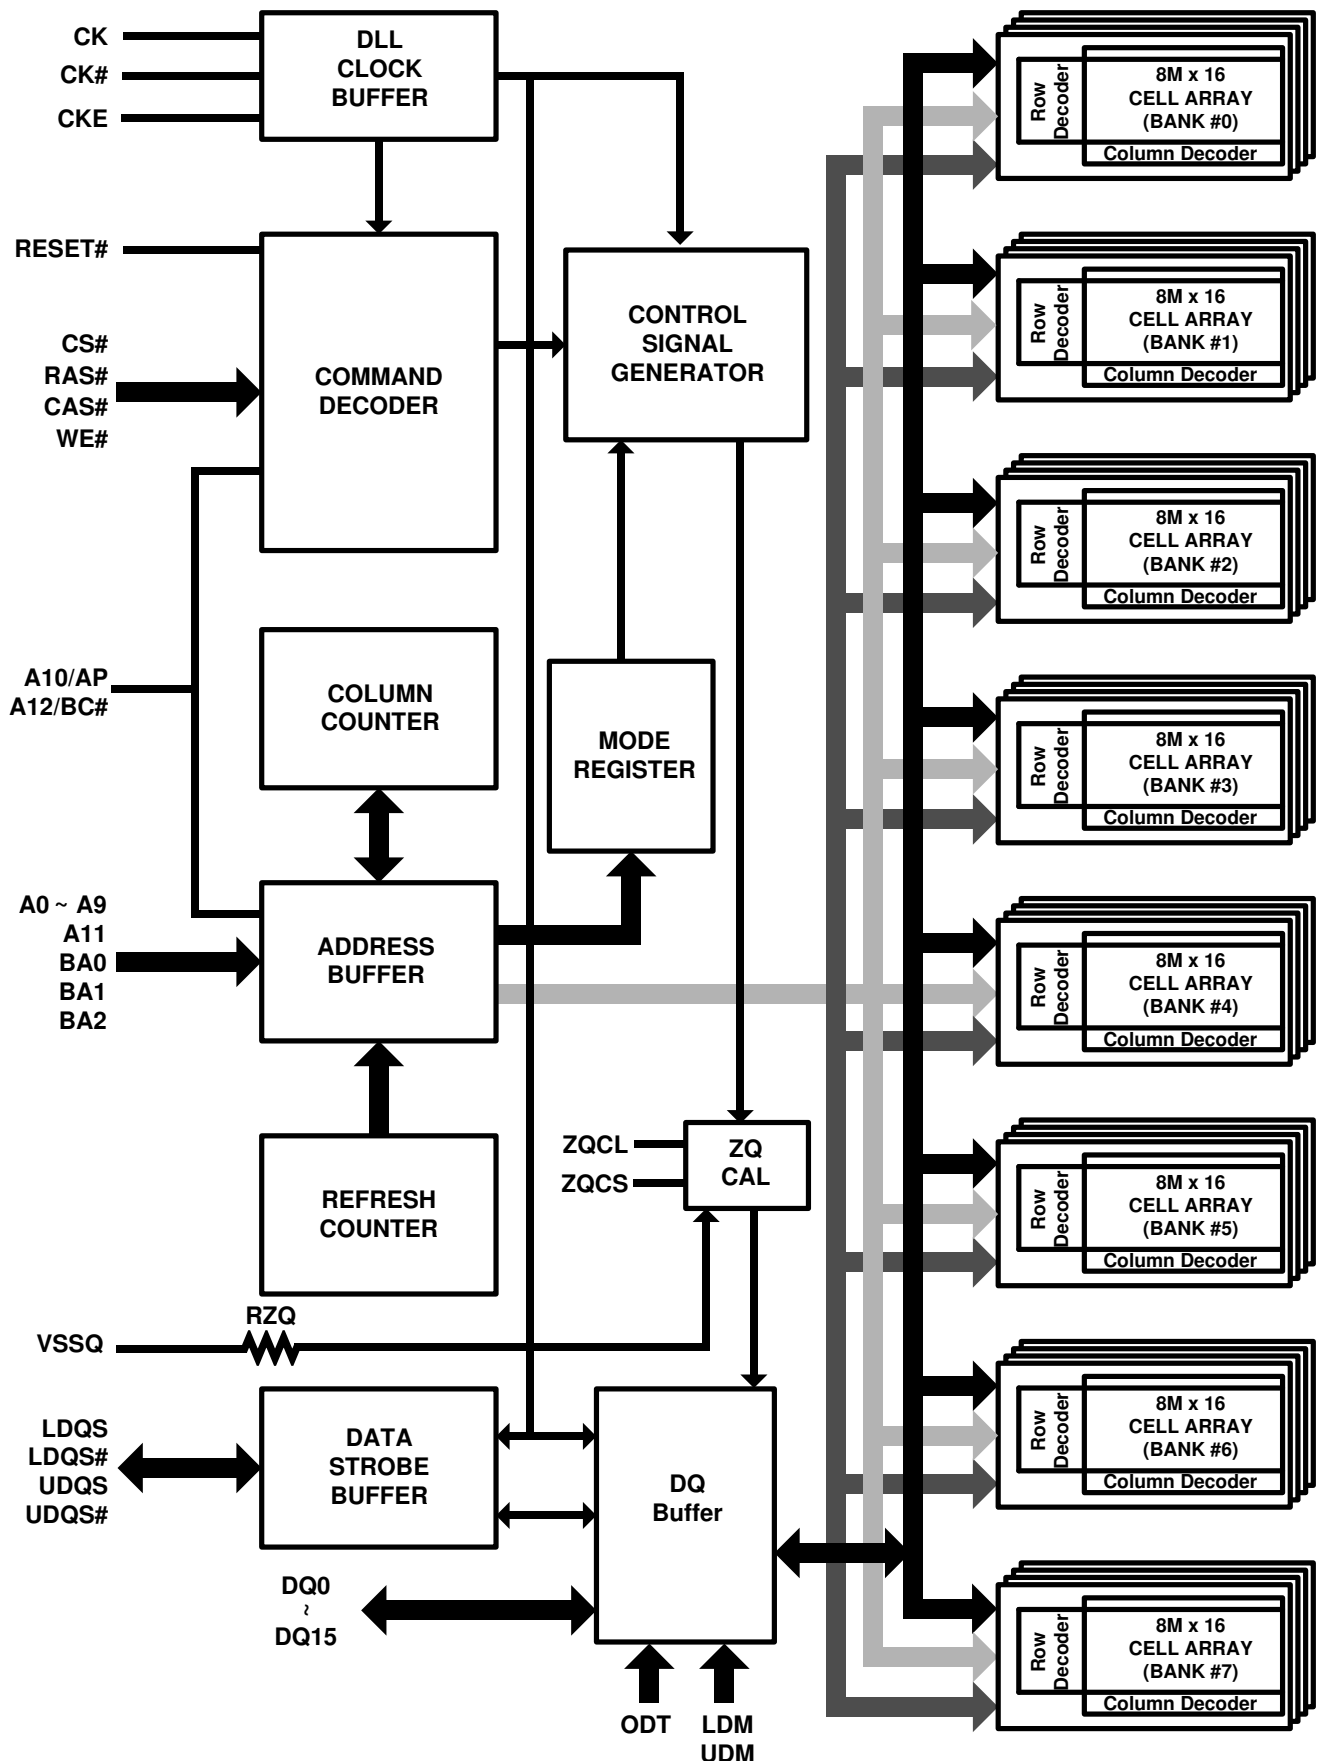 CK
CK#
CKE
DLL
CLOCK
BUFFER
RESET#
CS#
RAS#
CAS#
WE#
COMMAND
DECODER
CONTROL
SIGNAL
GENERATOR
A10/AP
A12/BC#
COLUMN
COUNTER
MODE
REGISTER
A0 ~ A9
A11
BA0
BA1
BA2
ADDRESS
BUFFER
REFRESH
COUNTER
ZQCL
ZQCS
ZQ
CAL
RZQ
VSSQ
LDQS
LDQS#
UDQS
UDQS#
DATA
STROBE
BUFFER
DQ
Buffer
DQ0
~
DQ15
ODT
LDM
UDM
Row
Decoder
8M x 16
CELL ARRAY
(BANK #0)
Column Decoder
Row
Decoder
8M x 16
CELL ARRAY
(BANK #1)
Column Decoder
Row
Decoder
8M x 16
CELL ARRAY
(BANK #2)
Column Decoder
Row
Decoder
8M x 16
CELL ARRAY
(BANK #3)
Column Decoder
Row
Decoder
8M x 16
CELL ARRAY
(BANK #4)
Column Decoder
Row
Decoder
8M x 16
CELL ARRAY
(BANK #5)
Column Decoder
Row
Decoder
8M x 16
CELL ARRAY
(BANK #6)
Column Decoder
Row
Decoder
8M x 16
CELL ARRAY
(BANK #7)
Column Decoder